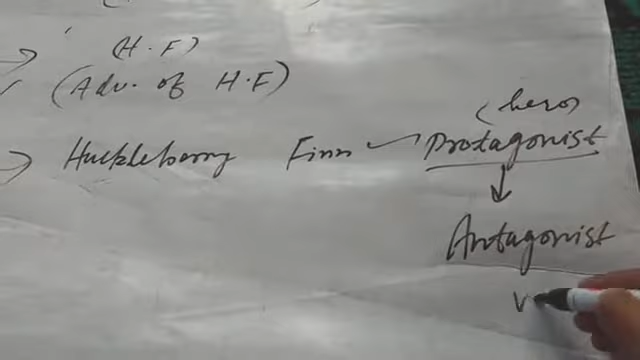 (H.F)
(Adv. of H.F)
(hero)
Huckleberry Finn Protagonist
Antagonist
V